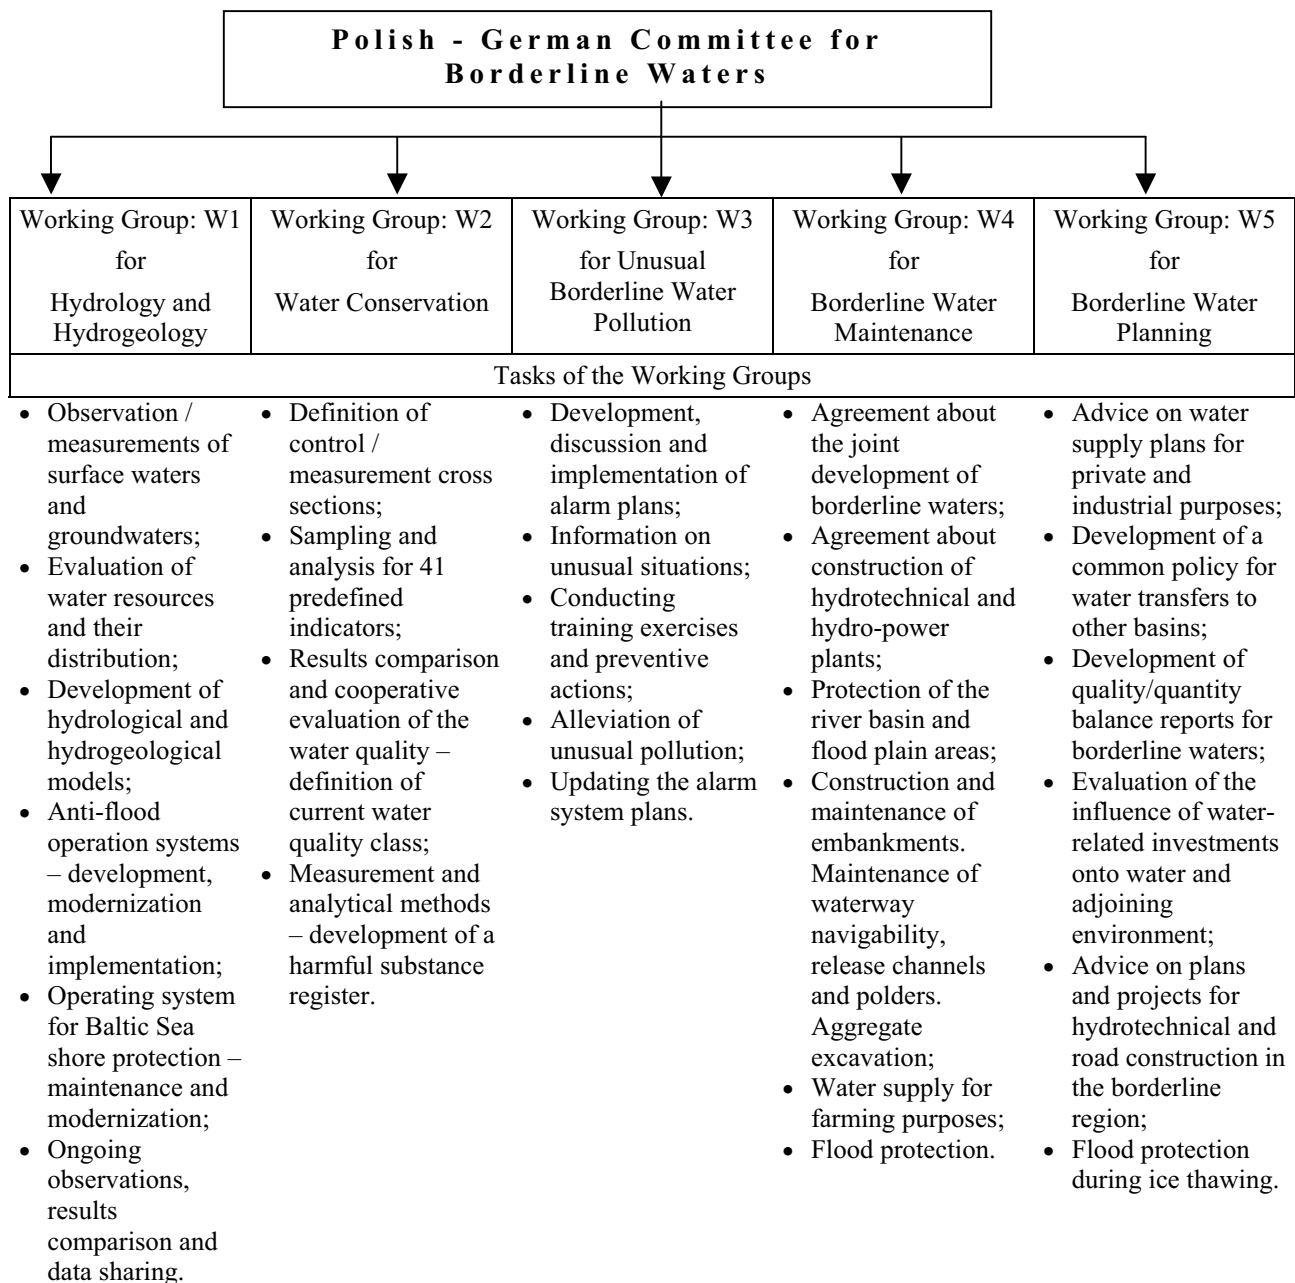 Polish - German Committee for
Borderline Waters
Working Group: W1
for
Hydrology and
Hydrogeology
Working Group: W2
for
Water Conservation
Working Group: W3
for Unusual
Borderline Water
Pollution
Working Group: W4
for
Borderline Water
Maintenance
Working Group: W5
for
Borderline Water
Planning
Tasks of the Working Groups
• Observation /
measurements of
surface waters
and
groundwaters;
• Evaluation of
water resources
and their
distribution;
• Development of
hydrological and
hydrogeological
models;
• Anti-flood
operation systems
– development,
modernization
and
implementation;
• Operating system
for Baltic Sea
shore protection –
maintenance and
modernization;
• Ongoing
observations,
results
comparison and
data sharing.
• Definition of
control /
measurement cross
sections;
• Sampling and
analysis for 41
predefined
indicators;
• Results comparison
and cooperative
evaluation of the
water quality –
definition of
current water
quality class;
• Measurement and
analytical methods
– development of a
harmful substance
register.
• Development,
discussion and
implementation of
alarm plans;
• Information on
unusual situations;
• Conducting
training exercises
and preventive
actions;
• Alleviation of
unusual pollution;
• Updating the alarm
system plans.
• Agreement about
the joint
development of
borderline waters;
• Agreement about
construction of
hydrotechnical and
hydro-power
plants;
• Protection of the
river basin and
flood plain areas;
• Construction and
maintenance of
embankments.
Maintenance of
waterway
navigability,
release channels
and polders.
Aggregate
excavation;
• Water supply for
farming purposes;
• Flood protection.
• Advice on water
supply plans for
private and
industrial purposes;
• Development of a
common policy for
water transfers to
other basins;
• Development of
quality/quantity
balance reports for
borderline waters;
• Evaluation of the
influence of water-
related investments
onto water and
adjoining
environment;
• Advice on plans
and projects for
hydrotechnical and
road construction in
the borderline
region;
• Flood protection
during ice thawing.